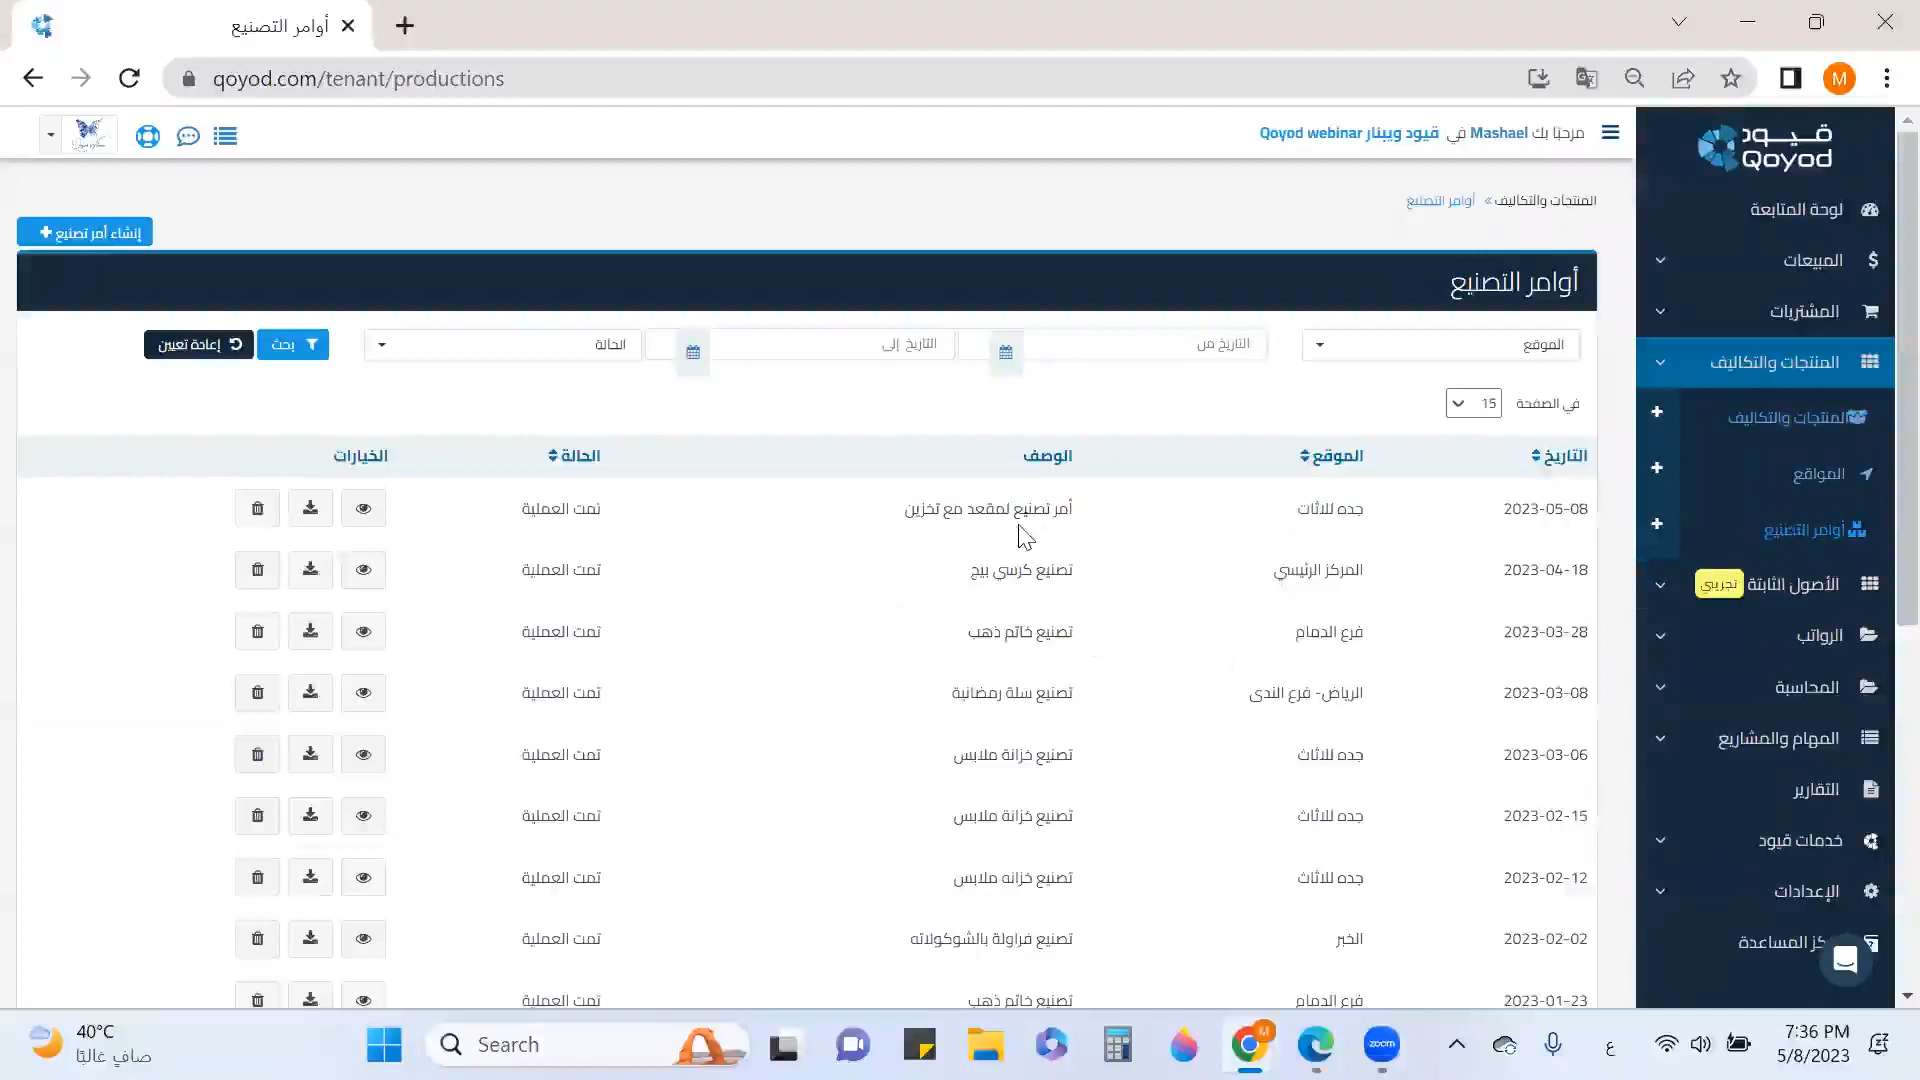 أوامر التصنيع
qoyod.com/tenant/productions
M
مرحبًا بك Mashael في قيود ويبنار Qoyod webinar
قيود
Qoyod
لوحة المتابعة
المبيعات
المشتريات
المنتجات والتكاليف
المنتجات والتكاليف
المواقع
أوامر التصنيع
الأصول الثابتة تجريبي
الرواتب
المحاسبة
المهام والمشاريع
التقارير
خدمات قيود
الإعدادات
كز المساعدة
المنتجات والتكاليف » أوامر التصنيع
إنشاء أمر تصنيع
أوامر التصنيع
الموقع التاريخ من التاريخ إلى الحالة بحث إعادة تعيين
في الصفحة 15
التاريخ الموقع الوصف الحالة الخيارات
2023-05-08 جده للاثاث أمر تصنيع لمقعد مع تخزين تمت العملية
2023-04-18 المركز الرئيسي تصنيع كرسي بيج تمت العملية
2023-03-28 فرع الدمام تصنيع خاتم ذهب تمت العملية
2023-03-08 الرياض- فرع الندى تصنيع سلة رمضانية تمت العملية
2023-03-06 جده للاثاث تصنيع خزانة ملابس تمت العملية
2023-02-15 جده للاثاث تصنيع خزانة ملابس تمت العملية
2023-02-12 جده للاثاث تصنيع خزانه ملابس تمت العملية
2023-02-02 الخبر تصنيع فراولة بالشوكولاته تمت العملية
2023-01-23 فرع الدمام تصنيع خاتم ذهب تمت العملية
40°C
صافٍ غالبًا
Search
M
zoom
ع
7:36 PM
5/8/2023